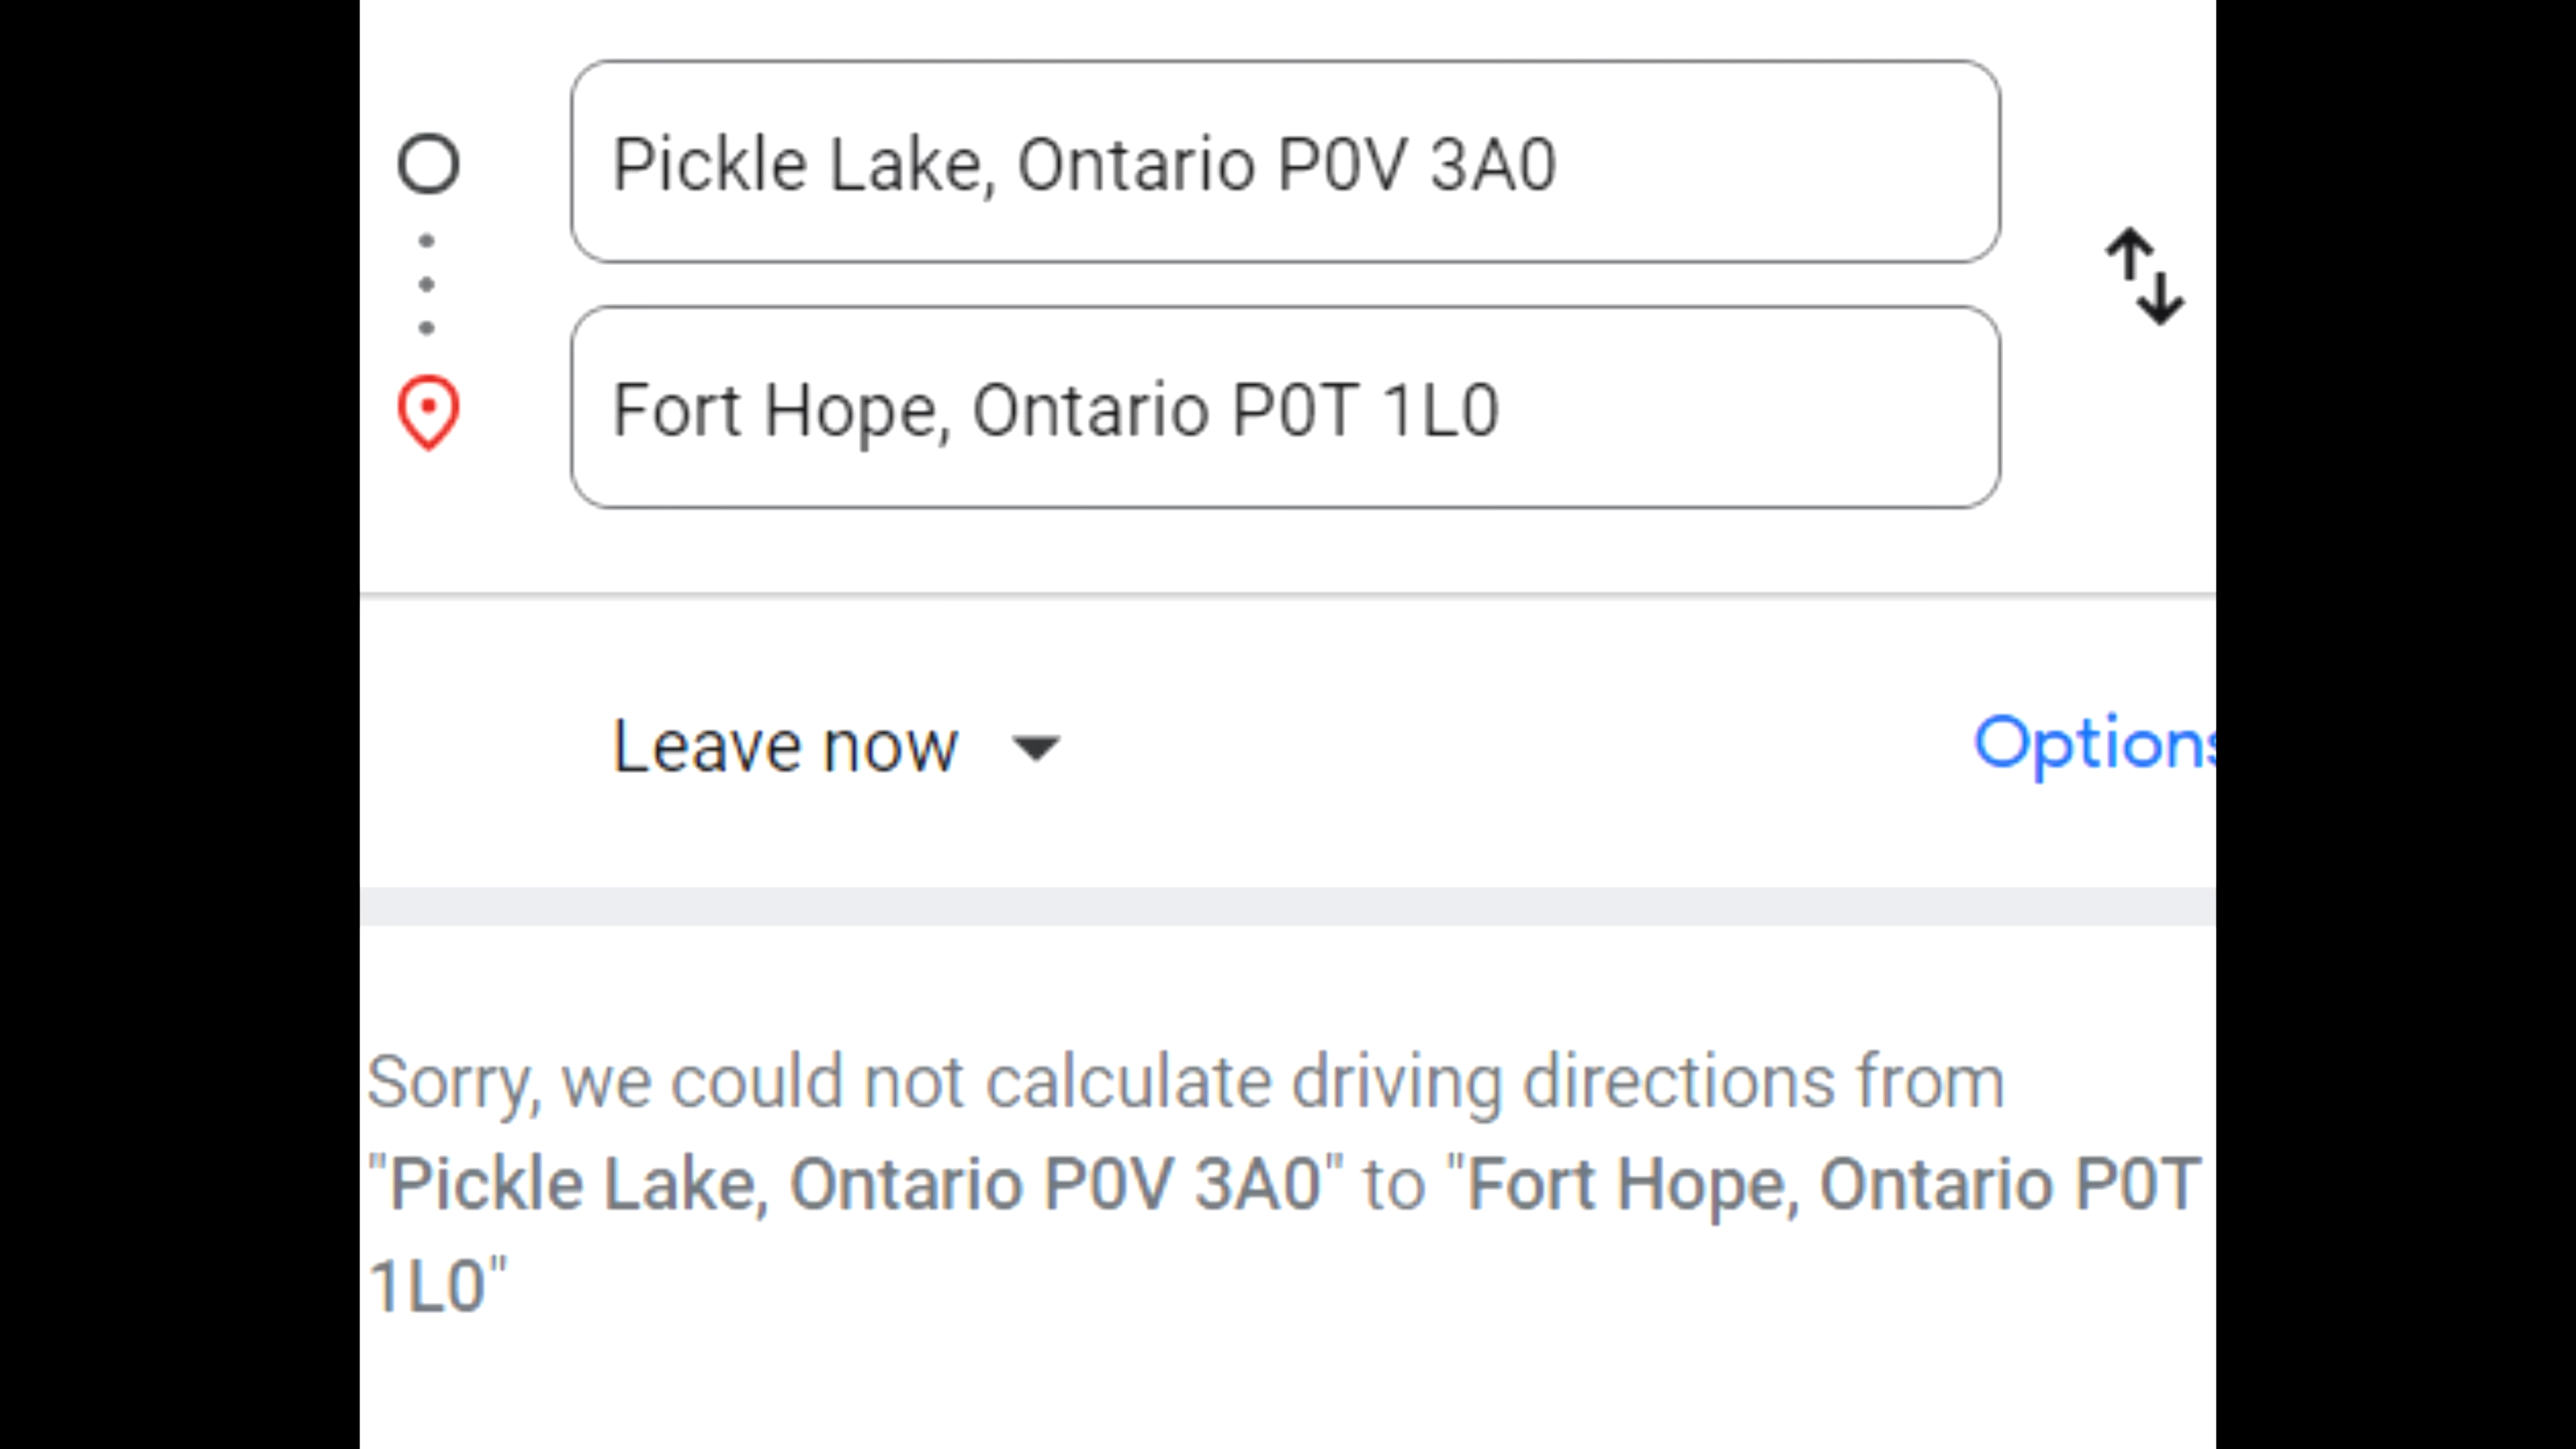 Pickle Lake, Ontario P0V 3A0
Fort Hope, Ontario P0T 1L0
Leave now
Options
Sorry, we could not calculate driving directions from
"Pickle Lake, Ontario P0V 3A0" to "Fort Hope, Ontario P0T
1L0"